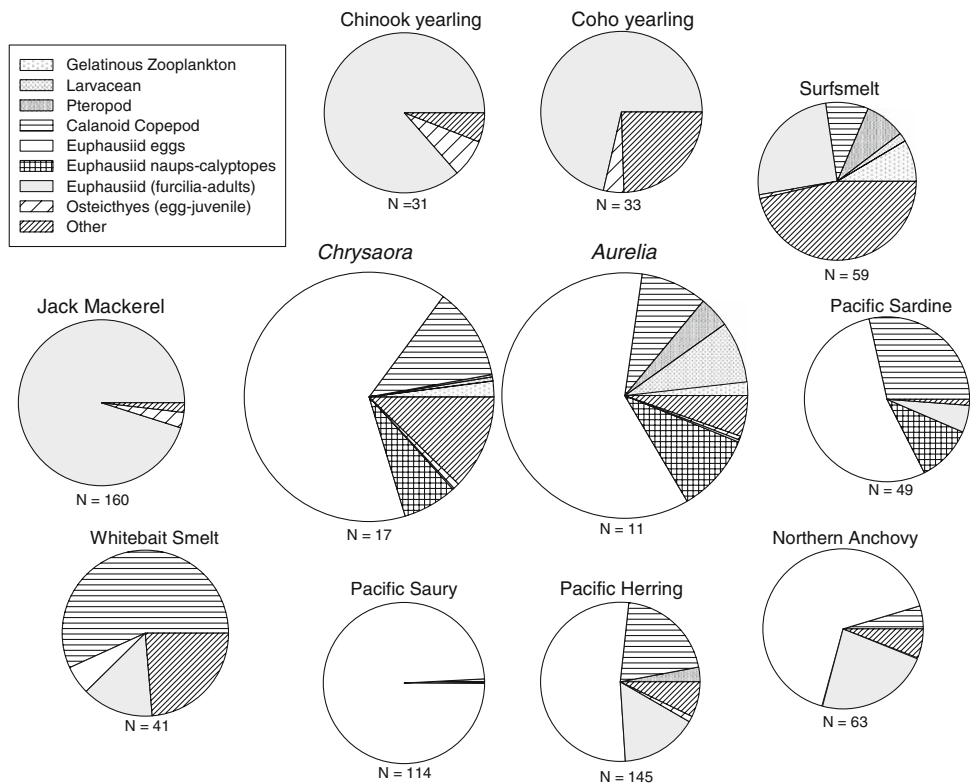 Chinook yearling
Coho yearling
Gelatinous Zooplankton
Larvacean
Pteropod
Calanoid Copepod
Euphausiid eggs
Euphausiid naups-calyptopes
Euphausiid (furcilia-adults)
Osteicthyes (egg-juvenile)
Other
Surfsmelt
N =31
N = 33
N = 59
Chrysaora
Aurelia
Jack Mackerel
Pacific Sardine
N = 160
N = 17
N = 11
N = 49
Whitebait Smelt
Pacific Saury
Pacific Herring
Northern Anchovy
N = 41
N = 114
N = 145
N = 63